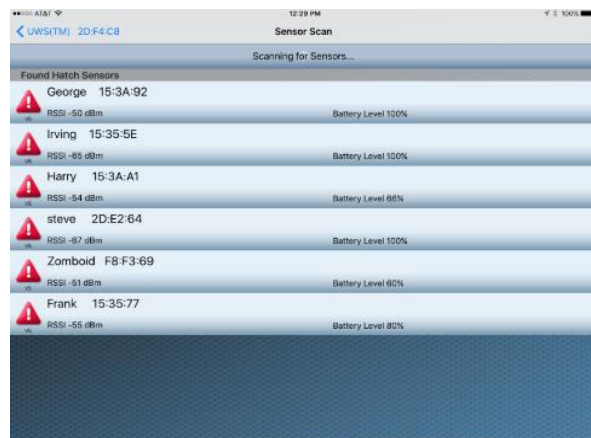 AT&T 12:29 PM 100%
UWS(TM) 2D:F4:C8 Sensor Scan
Scanning for Sensors...
Found Hatch Sensors
George 15:3A:92
RSSI -50 dBm Battery Level 100%
Irving 15:35:5E
RSSI -65 dBm Battery Level 100%
Harry 15:3A:A1
RSSI -54 dBm Battery Level 66%
steve 2D:E2:64
RSSI -67 dBm Battery Level 100%
Zomboid F8:F3:69
RSSI -51 dBm Battery Level 60%
Frank 15:35:77
RSSI -55 dBm Battery Level 80%